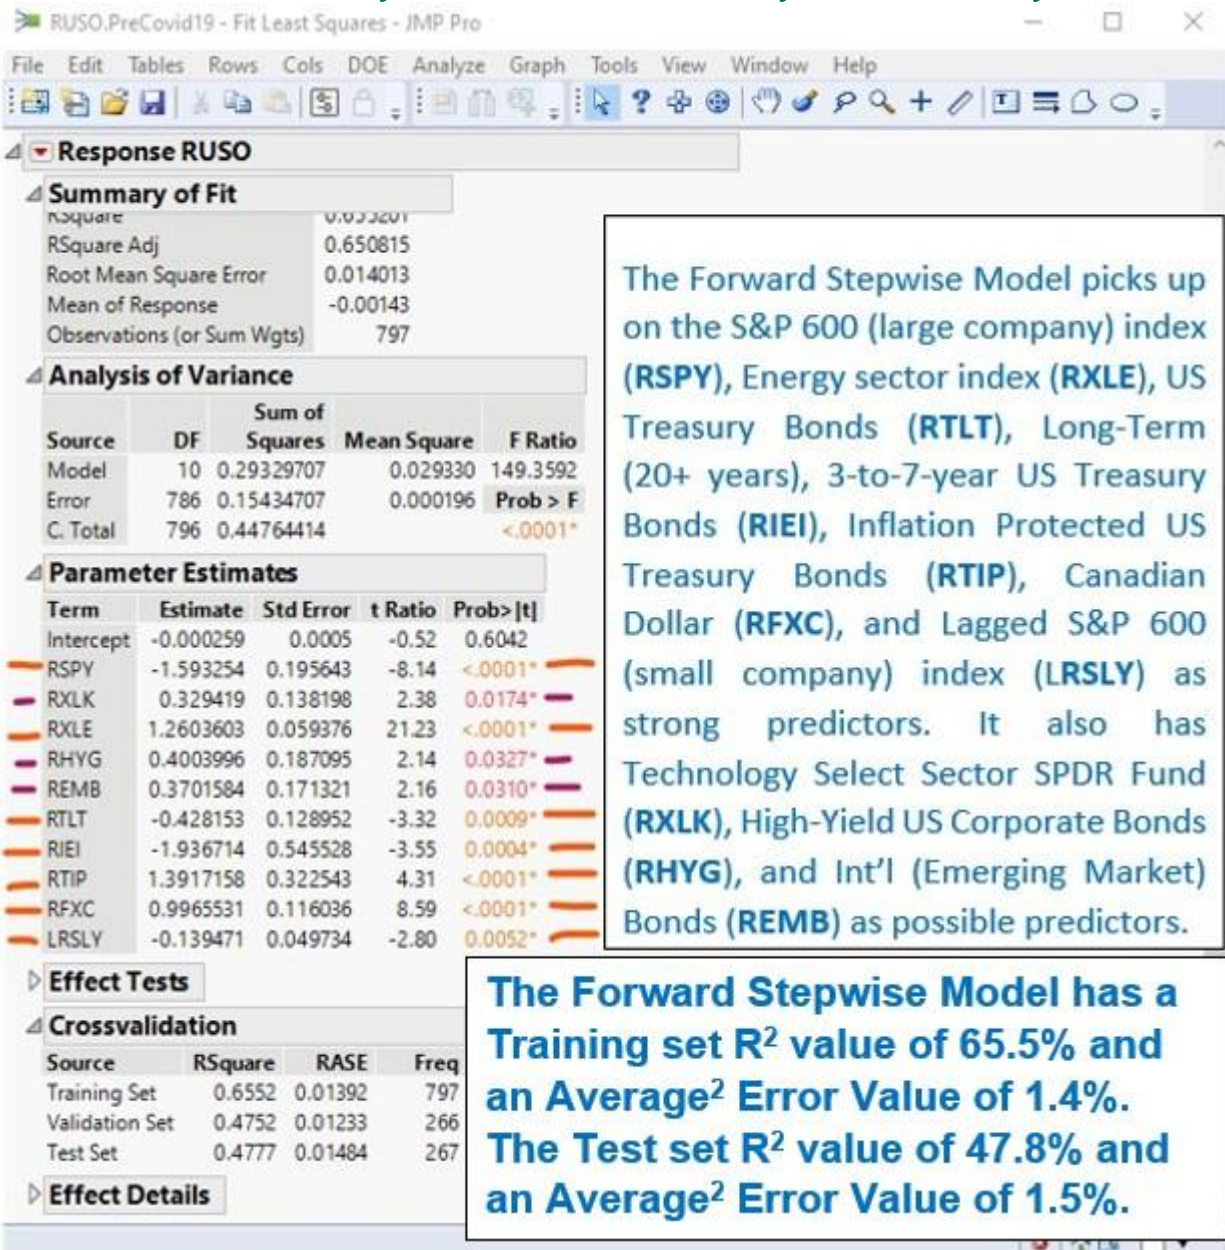 RUSO.PreCovid19 - Fit Least Squares - JMP Pro
File Edit Tables Rows Cols DOE Analyze Graph Tools View Window Help
Response RUSO
Summary of Fit
RSquare 0.655201
RSquare Adj 0.650815
Root Mean Square Error 0.014013
Mean of Response -0.00143
Observations (or Sum Wgts) 797
Analysis of Variance
Sum of
Source DF Squares Mean Square F Ratio
Model 10 0.29329707 0.029330 149.3592
Error 786 0.15434707 0.000196 Prob > F
C. Total 796 0.44764414 <.0001*
Parameter Estimates
Term Estimate Std Error t Ratio Prob>|t|
Intercept -0.000259 0.0005 -0.52 0.6042
RSPY -1.593254 0.195643 -8.14 <.0001*
RXLK 0.329419 0.138198 2.38 0.0174*
RXLE 1.2603603 0.059376 21.23 <.0001*
RHYG 0.4003996 0.187095 2.14 0.0327*
REMB 0.3701584 0.171321 2.16 0.0310*
RTLT -0.428153 0.128952 -3.32 0.0009*
RIEI -1.936714 0.545528 -3.55 0.0004*
RTIP 1.3917158 0.322543 4.31 <.0001*
RFXC 0.9965531 0.116036 8.59 <.0001*
LRSLY -0.139471 0.049734 -2.80 0.0052*
Effect Tests
Crossvalidation
Source RSquare RASE Freq
Training Set 0.6552 0.01392 797
Validation Set 0.4752 0.01233 266
Test Set 0.4777 0.01484 267
Effect Details
The Forward Stepwise Model picks up
on the S&P 600 (large company) index
(RSPY), Energy sector index (RXLE), US
Treasury Bonds (RTLT), Long-Term
(20+ years), 3-to-7-year US Treasury
Bonds (RIEI), Inflation Protected US
Treasury Bonds (RTIP), Canadian
Dollar (RFXC), and Lagged S&P 600
(small company) index (LRSLY) as
strong predictors. It also has
Technology Select Sector SPDR Fund
(RXLK), High-Yield US Corporate Bonds
(RHYG), and Int'l (Emerging Market)
Bonds (REMB) as possible predictors.
The Forward Stepwise Model has a
Training set R² value of 65.5% and
an Average² Error Value of 1.4%.
The Test set R² value of 47.8% and
an Average² Error Value of 1.5%.